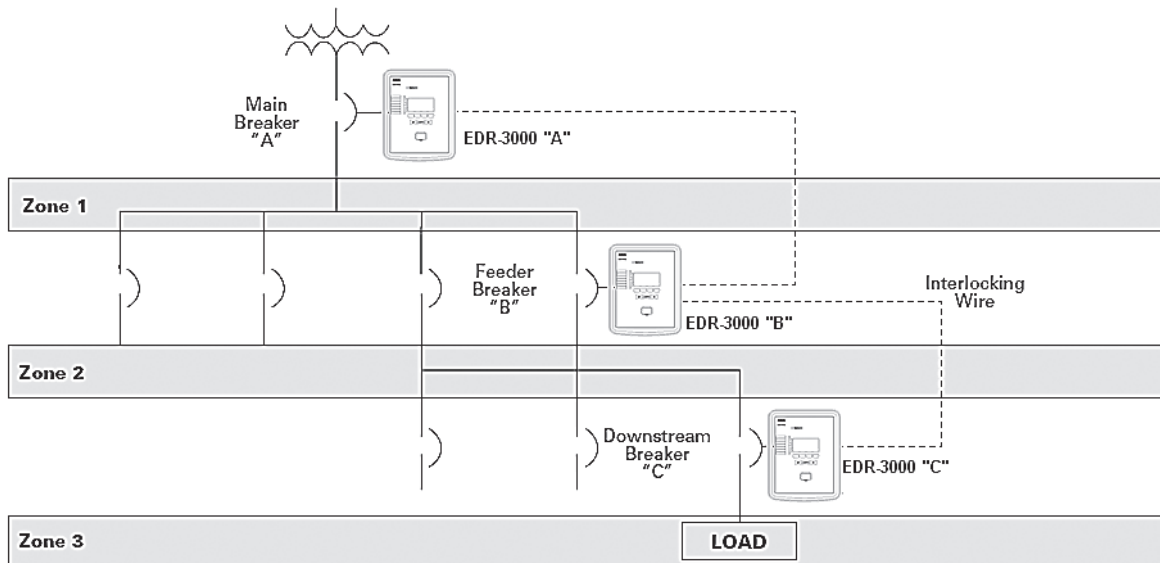 Main
Breaker
"A"
EDR-3000 "A"
Zone 1
Feeder
Breaker
"B"
EDR-3000 "B"
Interlocking
Wire
Zone 2
Downstream
Breaker
"C"
EDR-3000 "C"
Zone 3
LOAD